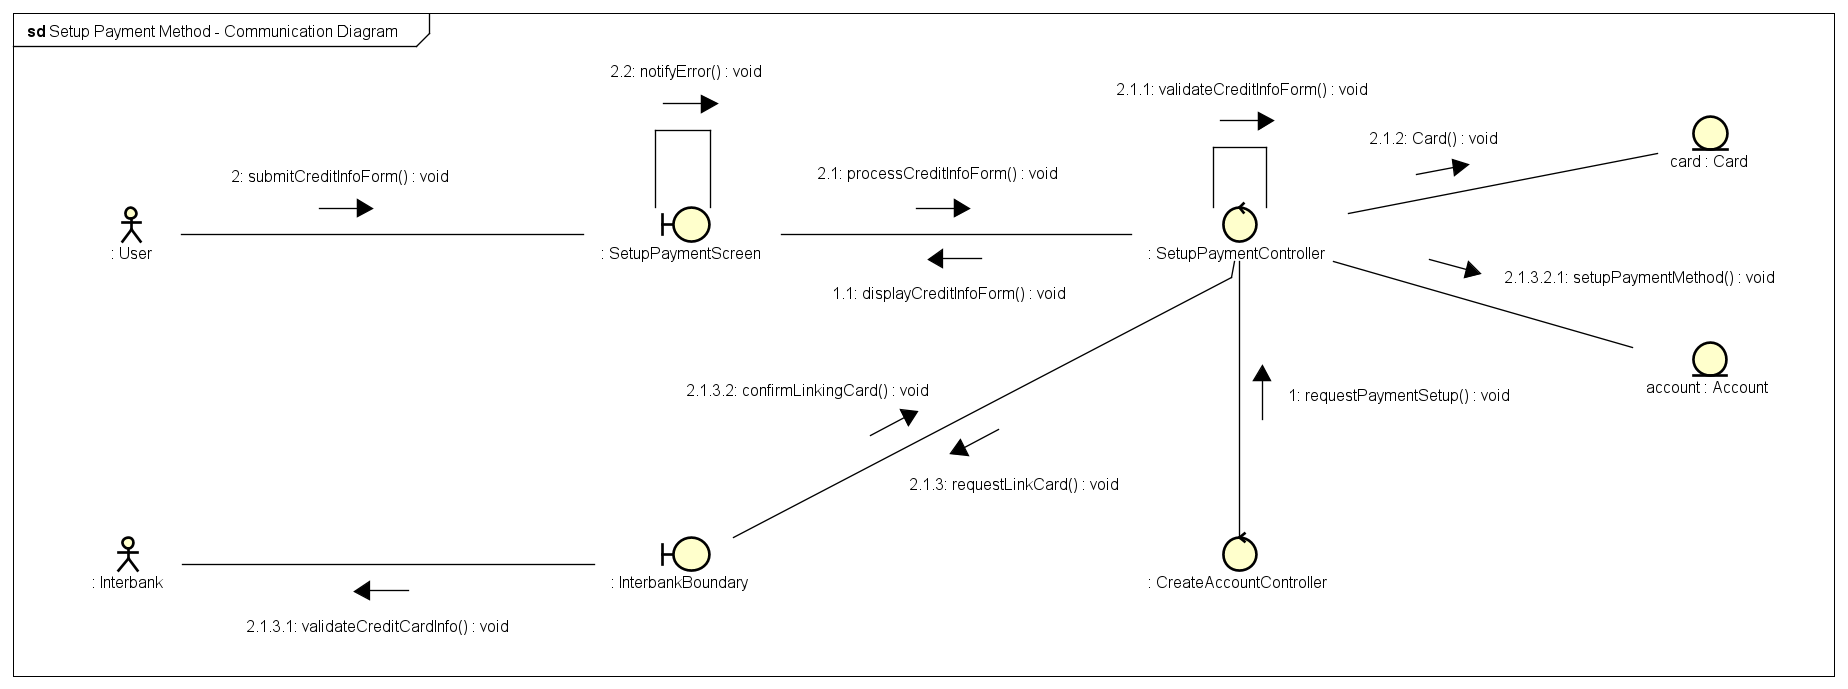 sd Setup Payment Method - Communication Diagram
2.2: notifyError() : void
2.1.1: validateCreditInfoForm() : void
2.1.2: Card() : void
card : Card
2: submitCreditInfoForm() : void
2.1: processCreditInfoForm() : void
: User
: SetupPaymentScreen
: SetupPaymentController
1.1: displayCreditInfoForm() : void
2.1.3.2.1: setupPaymentMethod() : void
account : Account
2.1.3.2: confirmLinkingCard() : void
1: requestPaymentSetup() : void
2.1.3: requestLinkCard() : void
: Interbank
: InterbankBoundary
: CreateAccountController
2.1.3.1: validateCreditCardInfo() : void